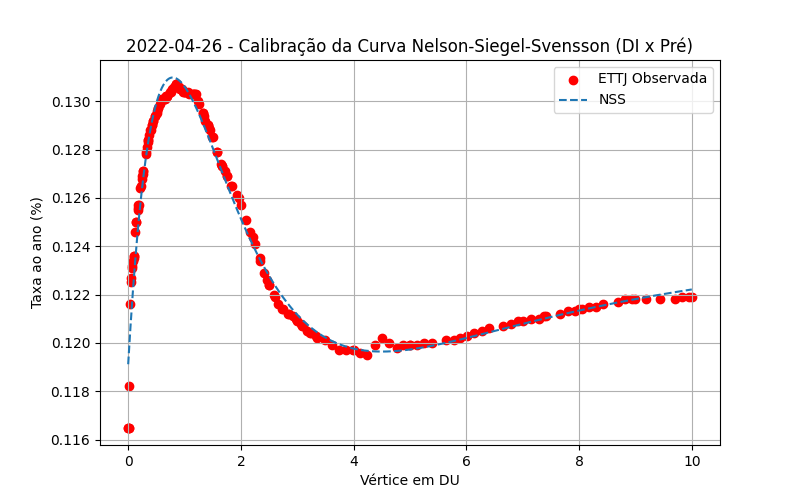 2022-04-26 - Calibração da Curva Nelson-Siegel-Svensson (DI x Pré)
ETTJ Observada
NSS
Taxa ao ano (%)
0.130
0.128
0.126
0.124
0.122
0.120
0.118
0.116
0 2 4 6 8 10
Vértice em DU